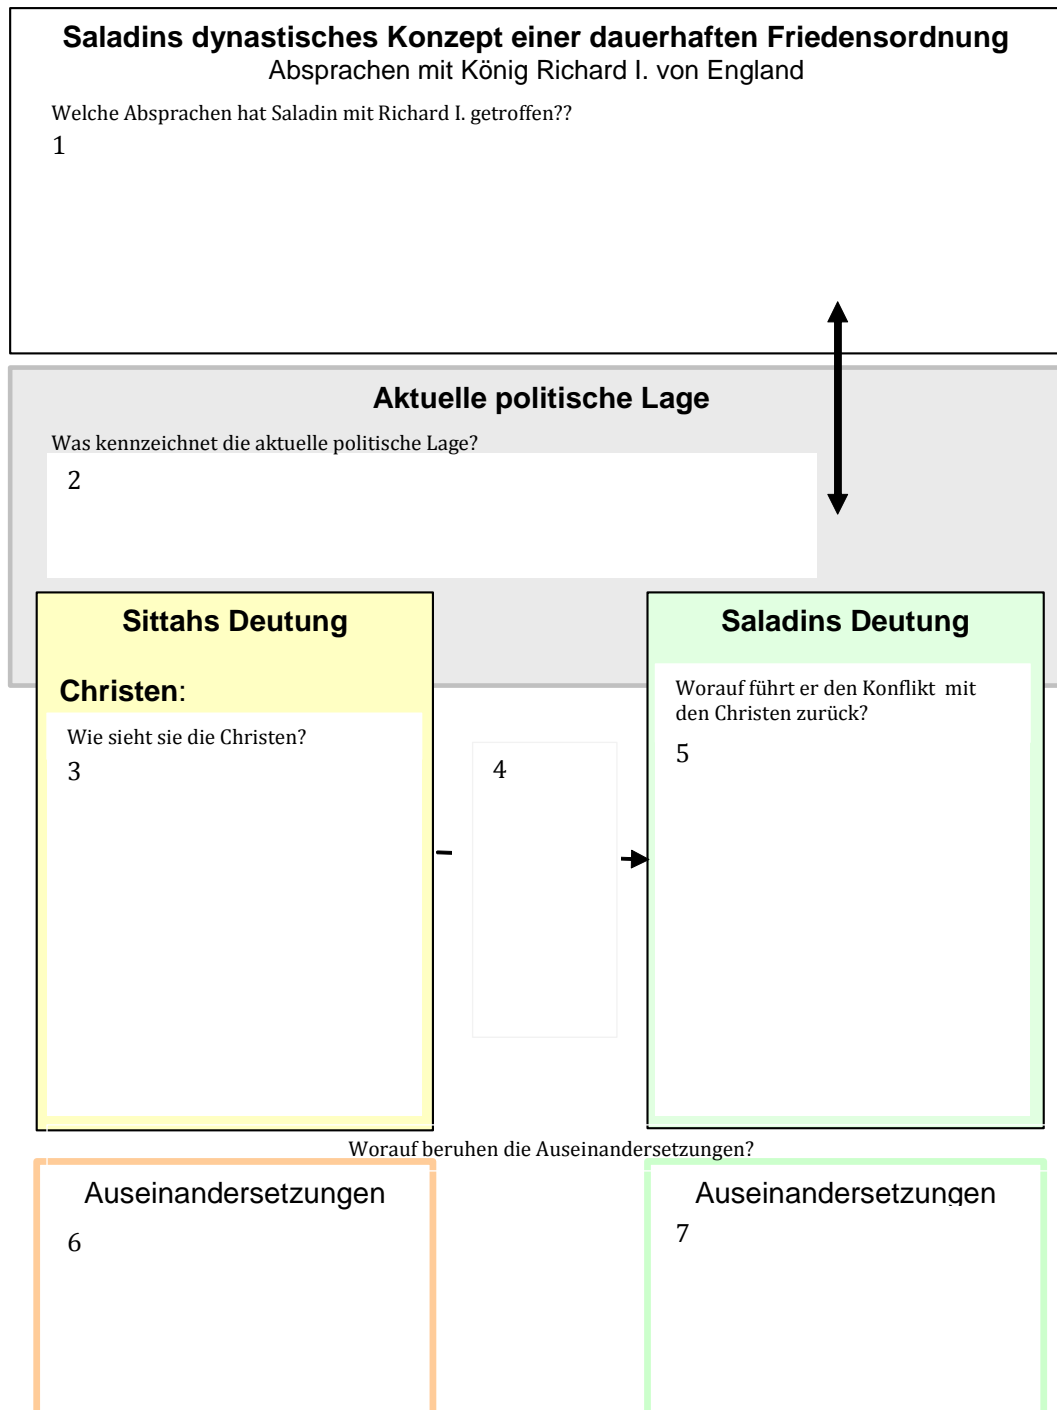 Saladins dynastisches Konzept einer dauerhaften Friedensordnung
Absprachen mit König Richard I. von England
Welche Absprachen hat Saladin mit Richard I. getroffen??
1
Aktuelle politische Lage
Was kennzeichnet die aktuelle politische Lage?
2
Sittahs Deutung
Christen:
Wie sieht sie die Christen?
3
4
Saladins Deutung
Worauf führt er den Konflikt mit
den Christen zurück?
5
Worauf beruhen die Auseinandersetzungen?
Auseinandersetzungen
6
Auseinandersetzungen
7